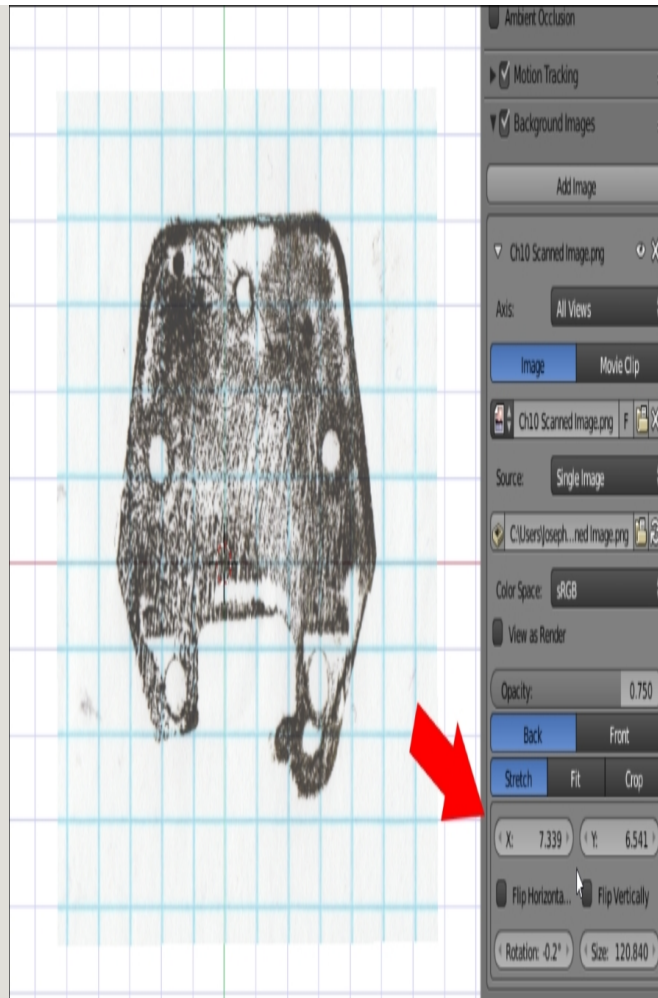 Ambient Occlusion
Motion Tracking
Background Images
Add Image
Ch10 Scanned Image.png
Axis: All Views
Image Movie Clip
Ch10 Scanned Image.png F
Source: Single Image
C:\Users\Joseph...ned Image.png
Color Space: sRGB
View as Render
Opacity: 0.750
Back Front
Stretch Fit Crop
X: 7.339 Y: 6.541
Flip Horizonta... Flip Vertically
Rotation: -0.2° Size: 120.840